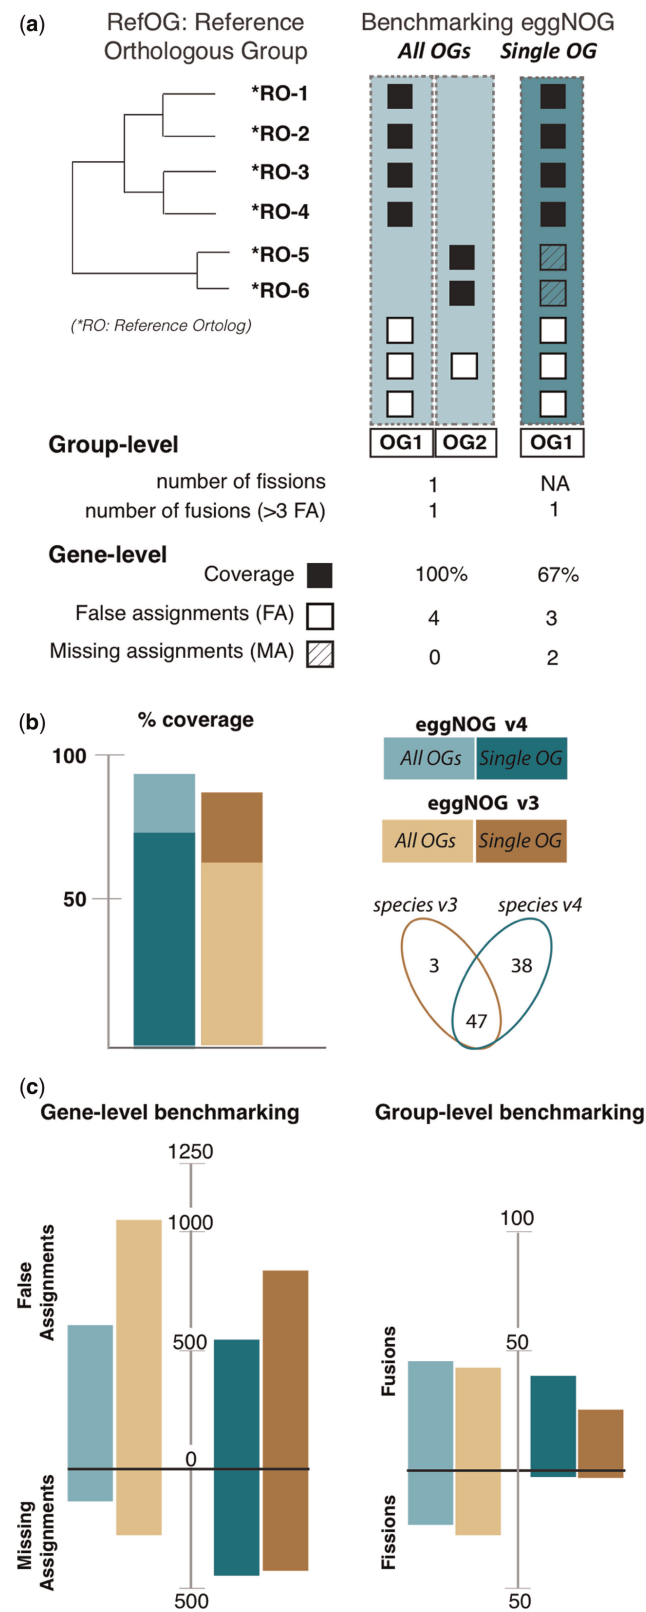 (a)
RefOG: Reference
Orthologous Group
Benchmarking eggNOG
All OGs Single OG
*RO-1
*RO-2
*RO-3
*RO-4
*RO-5
*RO-6
(*RO: Reference Ortolog)
OG1 OG2 OG1
Group-level
number of fissions 1 NA
number of fusions (>3 FA) 1 1
Gene-level
Coverage 100% 67%
False assignments (FA) 4 3
Missing assignments (MA) 0 2
(b)
% coverage
100
50
eggNOG v4
All OGs Single OG
eggNOG v3
All OGs Single OG
species v3 species v4
3 38
47
(c)
Gene-level benchmarking
1250
1000
500
0
500
False
Assignments
Missing
Assignments
Group-level benchmarking
100
50
50
Fusions
Fissions